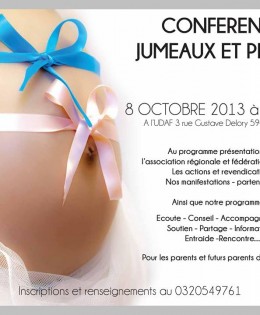 CONFEREN
JUMEAUX ET P
8 OCTOBRE 2013 à
A l'UDAF 3 rue Gustave Delory 59
Au programme présentation
l'association régionale et fédératio
Les actions et revendicat
Nos manifestations - parten
Ainsi que notre programme
Ecoute - Conseil - Accompag
Soutien - Partage - Informa
Entraide -Rencontre...
Pour les parents et futurs parents d
Inscriptions et renseignements au 0320549761